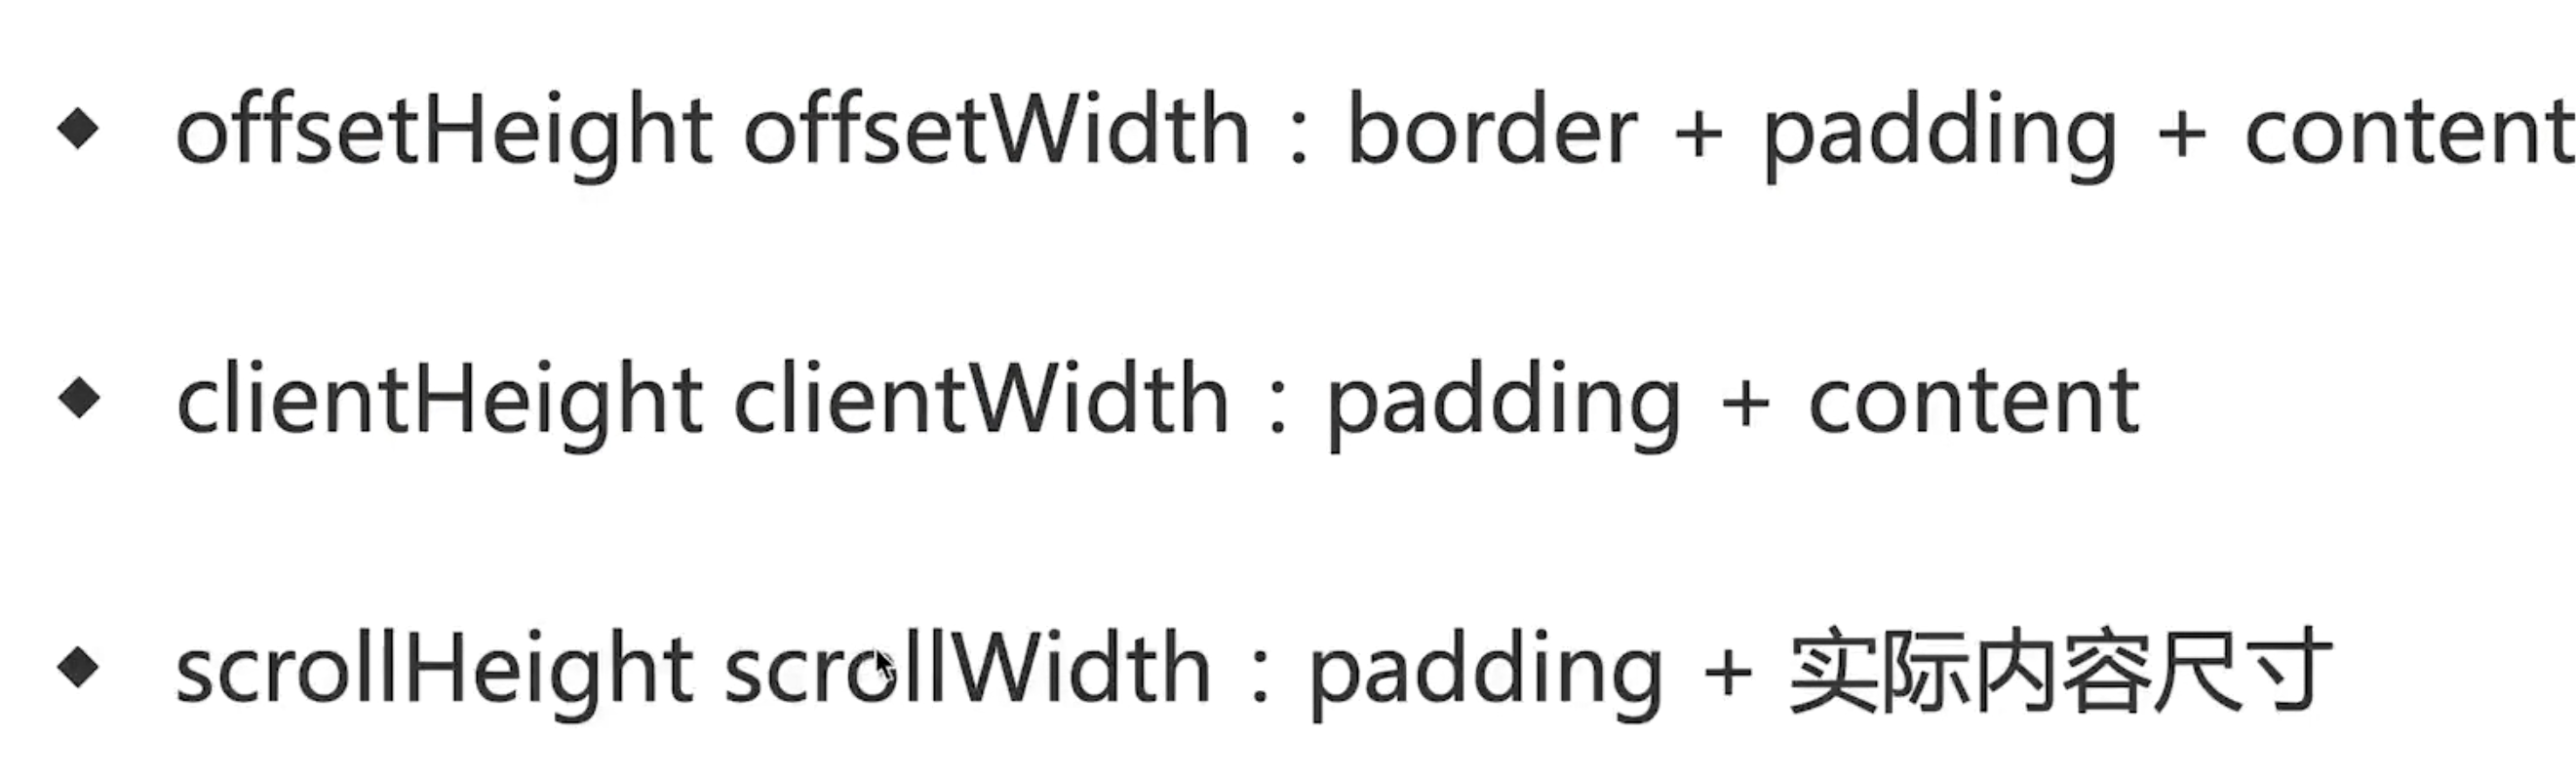 ◆ offsetHeight offsetWidth：border + padding + content
◆ clientHeight clientWidth：padding + content
◆ scrollHeight scrollWidth：padding + 实际内容尺寸